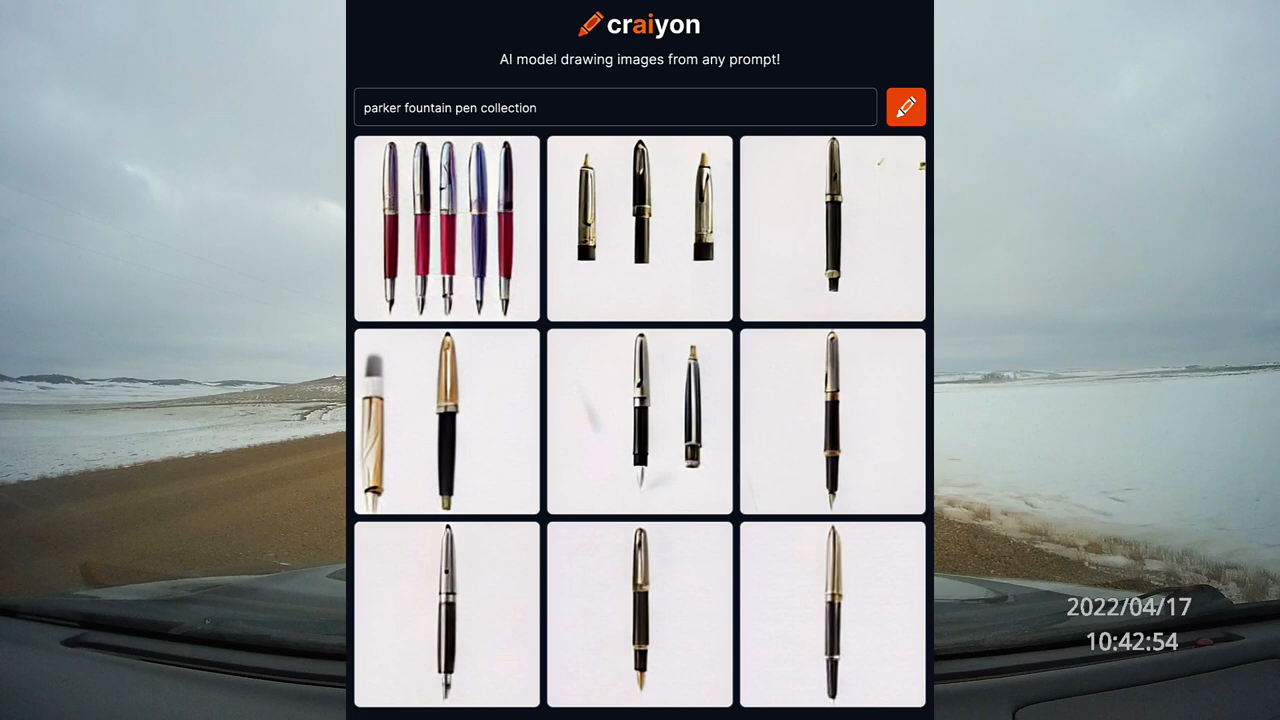 craiyon
AI model drawing images from any prompt!
parker fountain pen collection
2022/04/17
10:42:54